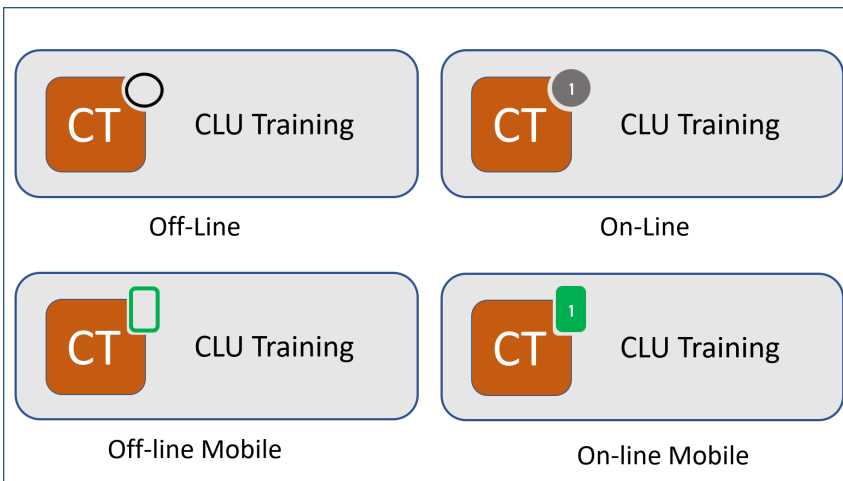 CT CLU Training
Off-Line
CT 1 CLU Training
On-Line
CT CLU Training
Off-line Mobile
CT 1 CLU Training
On-line Mobile